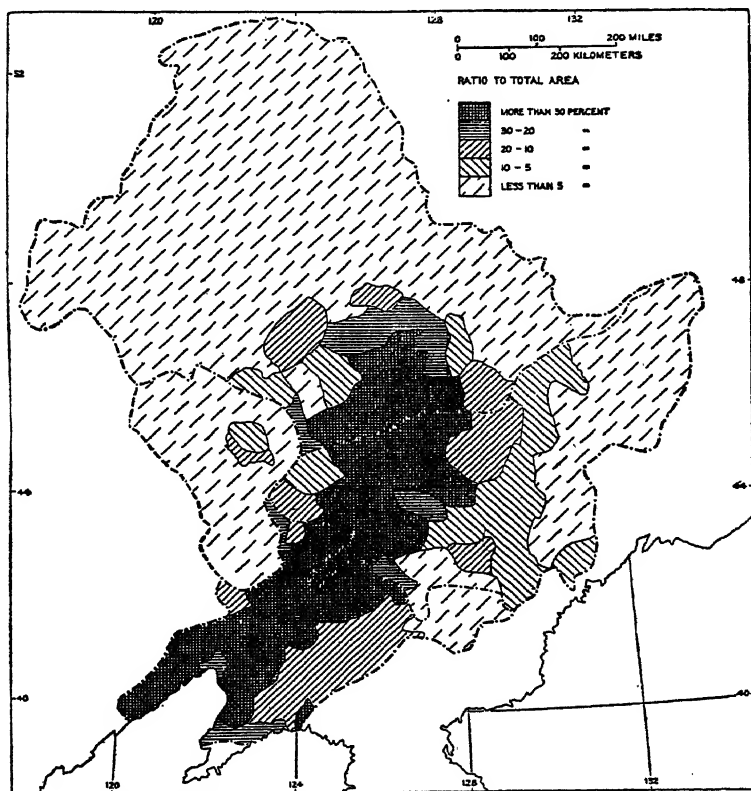 120 128 132
0 100 200 MILES
0 100 200 KILOMETERS
52
RATIO TO TOTAL AREA
MORE THAN 30 PERCENT
30 - 20 "
20 - 10 "
10 - 5 "
LESS THAN 5 "
48
44 44
40 40
120 124 128 132